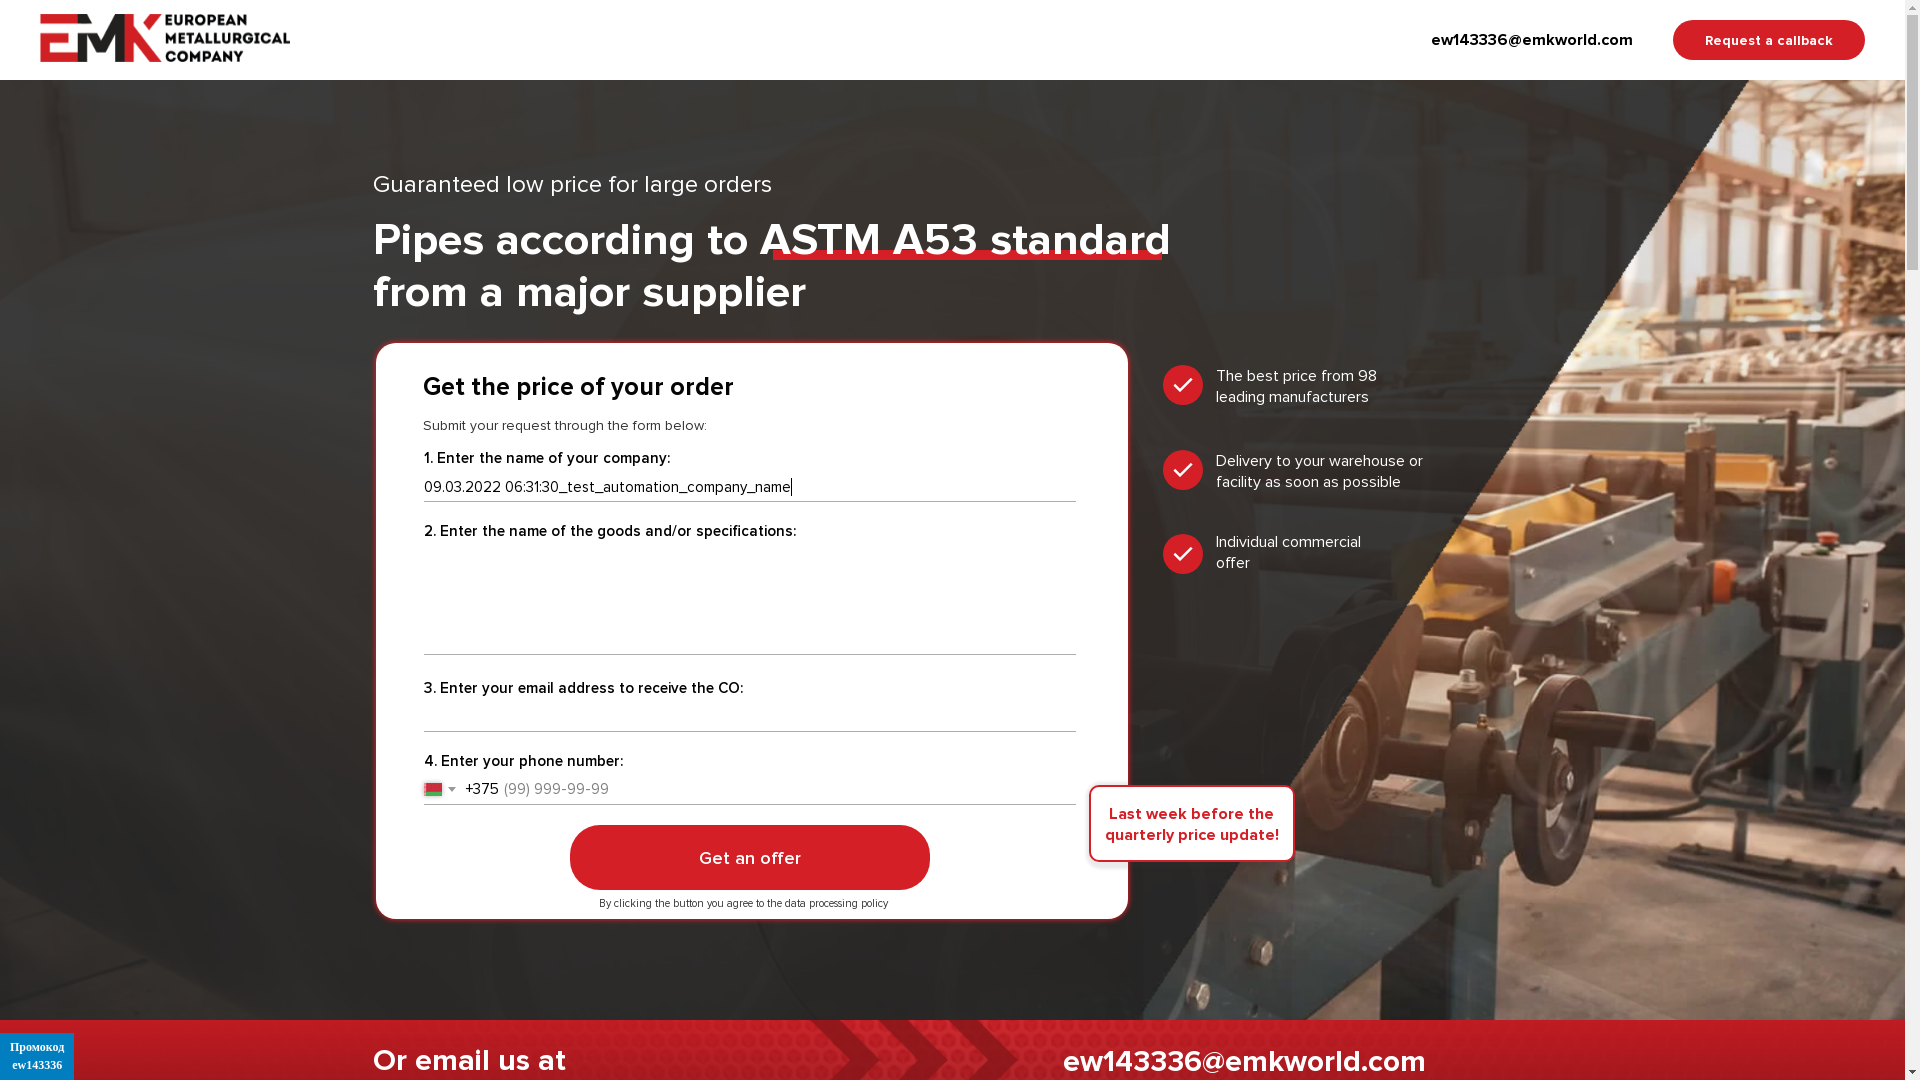 EMK EUROPEAN METALLURGICAL COMPANY
ew143336@emkworld.com
Request a callback
Guaranteed low price for large orders
Pipes according to ASTM A53 standard
from a major supplier
Get the price of your order
Submit your request through the form below:
1. Enter the name of your company:
09.03.2022 06:31:30_test_automation_company_name
2. Enter the name of the goods and/or specifications:
3. Enter your email address to receive the CO:
4. Enter your phone number:
+375 (99) 999-99-99
Get an offer
By clicking the button you agree to the data processing policy
The best price from 98
leading manufacturers
Delivery to your warehouse or
facility as soon as possible
Individual commercial
offer
Last week before the
quarterly price update!
Or email us at
ew143336@emkworld.com
Промокод
ew143336